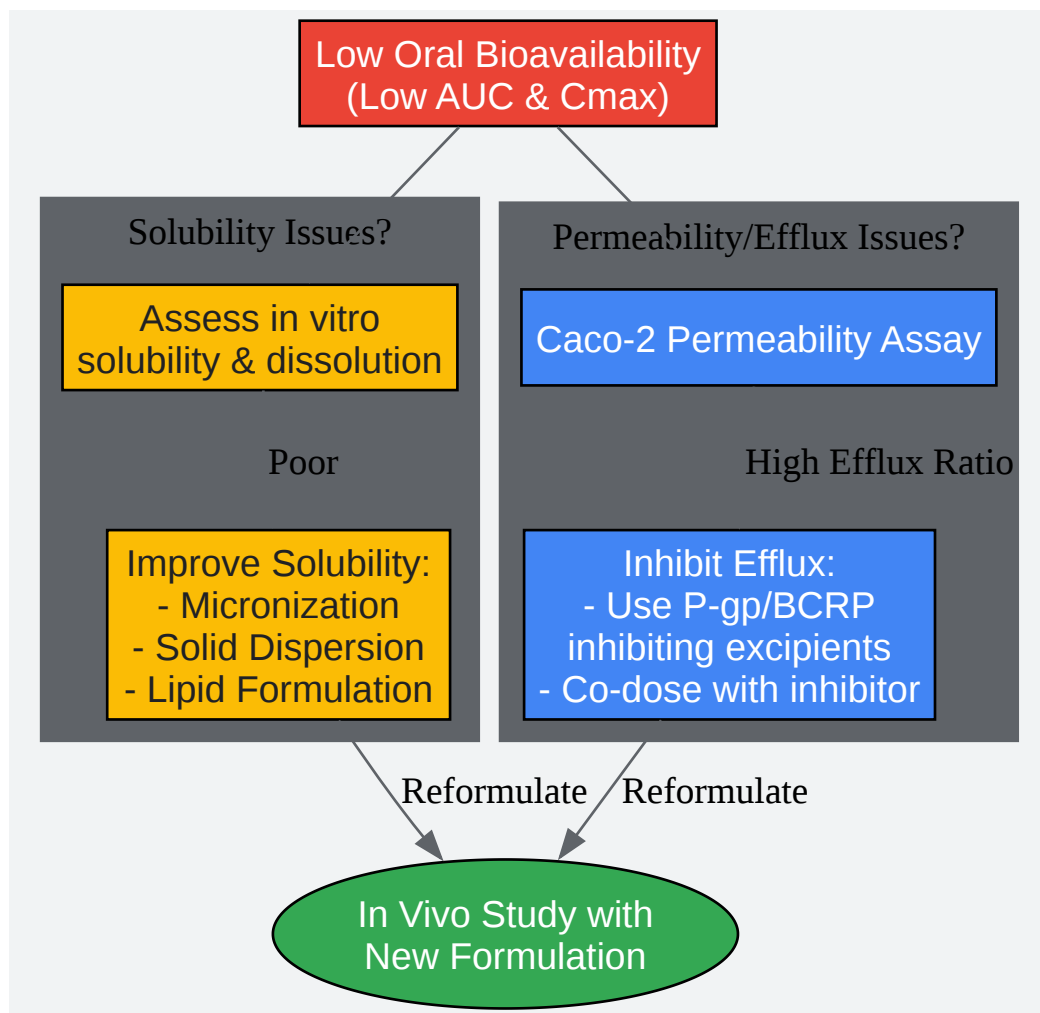 Low Oral Bioavailability
(Low AUC & Cmax)
Solubility Issues?
Assess in vitro
solubility & dissolution
Poor
Improve Solubility:
- Micronization
- Solid Dispersion
- Lipid Formulation
Permeability/Efflux Issues?
Caco-2 Permeability Assay
High Efflux Ratio
Inhibit Efflux:
- Use P-gp/BCRP
inhibiting excipients
- Co-dose with inhibitor
Reformulate
Reformulate
In Vivo Study with
New Formulation